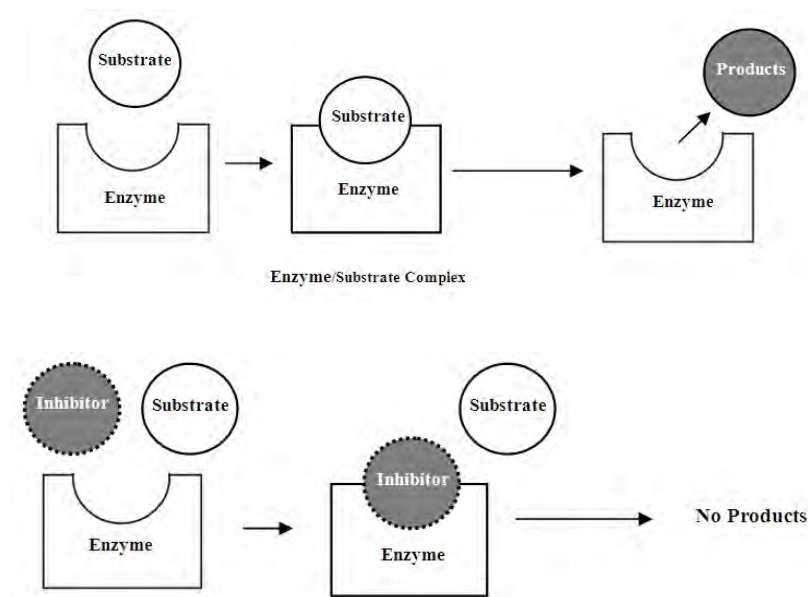 Substrate
Enzyme
Substrate
Enzyme
Enzyme/Substrate Complex
Products
Enzyme
Inhibitor
Substrate
Enzyme
Substrate
Inhibitor
Enzyme
No Products